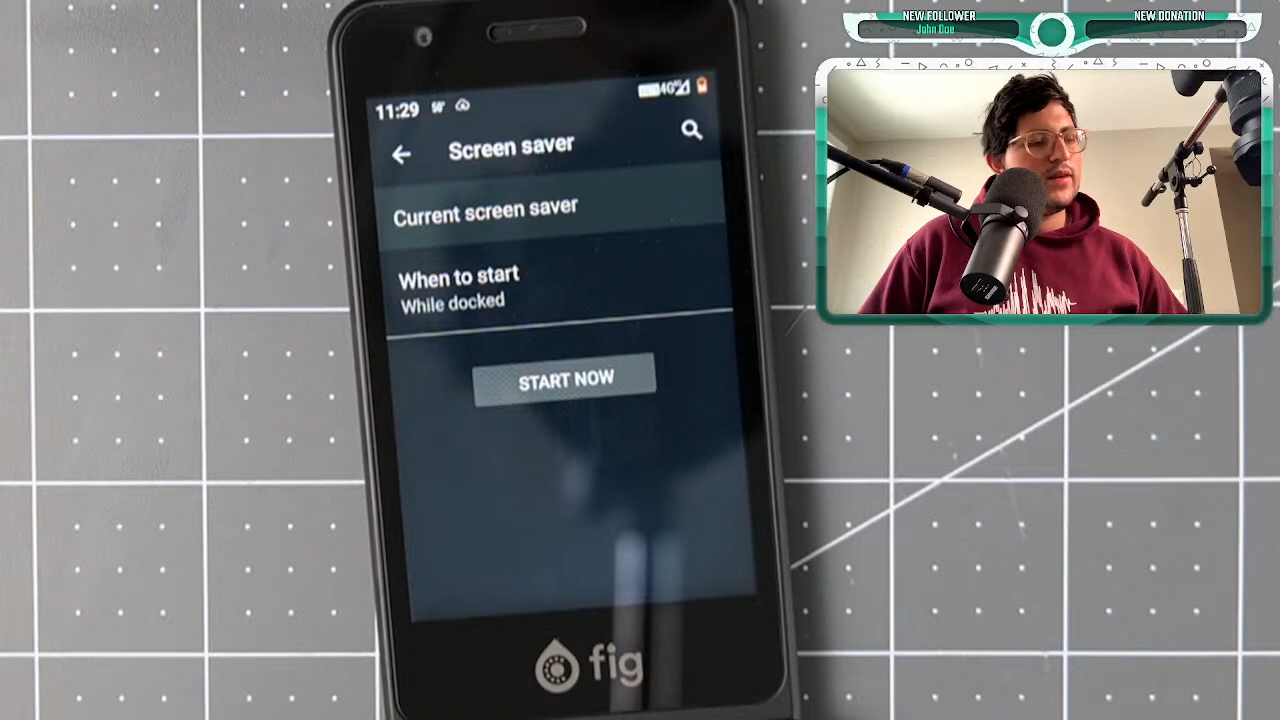 NEW FOLLOWER
John Doe
NEW DONATION
11:29
4G
Screen saver
Current screen saver
When to start
While docked
START NOW
fig